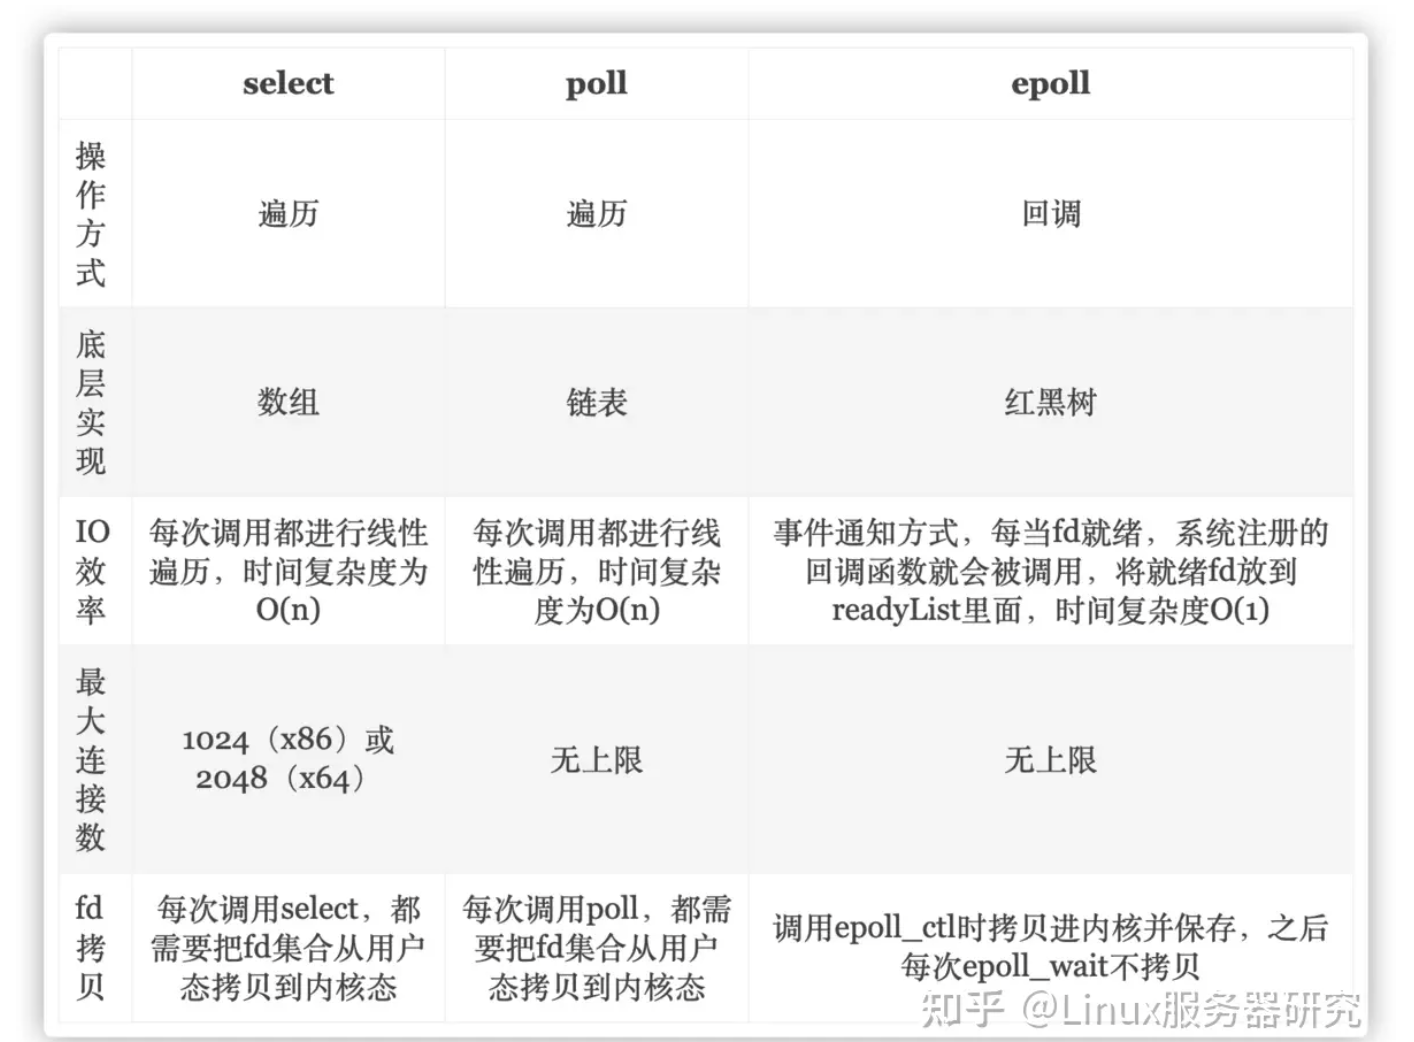 select
poll
epoll
操
作
方
式
遍历
遍历
回调
底
层
实
现
数组
链表
红黑树
IO
效
率
每次调用都进行线性
遍历，时间复杂度为
O(n)
每次调用都进行线
性遍历，时间复杂
度为O(n)
事件通知方式，每当fd就绪，系统注册的
回调函数就会被调用，将就绪fd放到
readyList里面，时间复杂度O(1)
最
大
连
接
数
1024（x86）或
2048（x64）
无上限
无上限
fd
拷
贝
每次调用select，都
需要把fd集合从用户
态拷贝到内核态
每次调用poll，都需
要把fd集合从用户
态拷贝到内核态
调用epoll_ctl时拷贝进内核并保存，之后
每次epoll_wait不拷贝
知乎 @Linux服务器研究